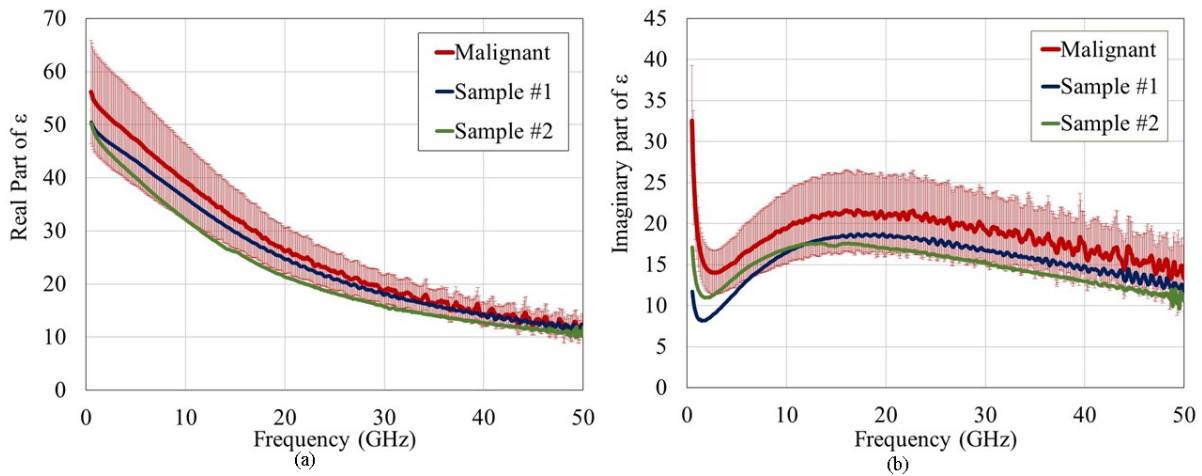 70
60
50
40
30
20
10
0
Real Part of ε
Malignant
Sample #1
Sample #2
0 10 20 30 40 50
Frequency (GHz)
(a)
45
40
35
30
25
20
15
10
5
0
Imaginary part of ε
Malignant
Sample #1
Sample #2
0 10 20 30 40 50
Frequency (GHz)
(b)